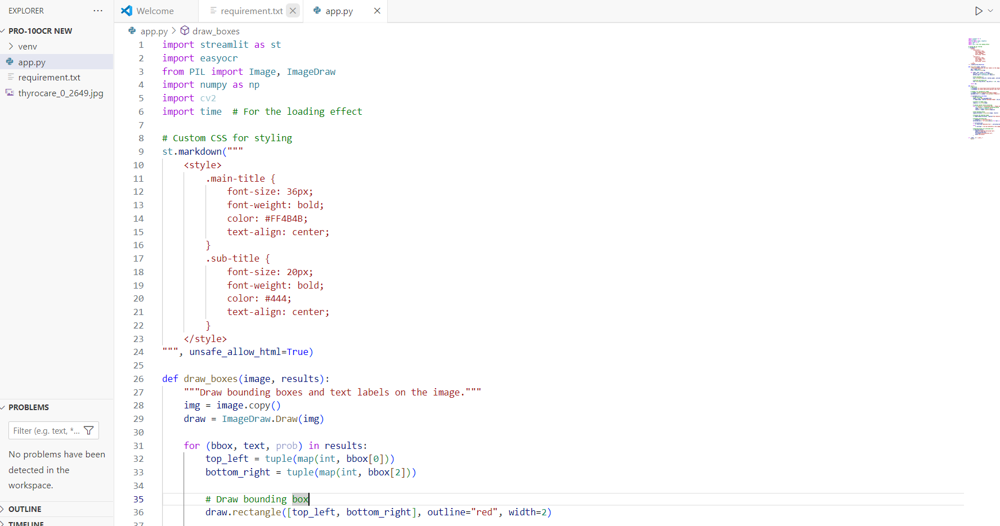 EXPLORER
PRO-10OCR NEW
venv
app.py
requirement.txt
thyrocare_0_2649.jpg
PROBLEMS
Filter (e.g. text, *...
No problems have been
detected in the
workspace.
OUTLINE
TIMELINE
Welcome
requirement.txt
app.py
app.py > draw_boxes
1 import streamlit as st
2 import easyocr
3 from PIL import Image, ImageDraw
4 import numpy as np
5 import cv2
6 import time  # For the loading effect
7
8 # Custom CSS for styling
9 st.markdown("""
10     <style>
11         .main-title {
12             font-size: 36px;
13             font-weight: bold;
14             color: #FF4B4B;
15             text-align: center;
16         }
17         .sub-title {
18             font-size: 20px;
19             font-weight: bold;
20             color: #444;
21             text-align: center;
22         }
23     </style>
24 """, unsafe_allow_html=True)
25
26 def draw_boxes(image, results):
27     """Draw bounding boxes and text labels on the image."""
28     img = image.copy()
29     draw = ImageDraw.Draw(img)
30
31     for (bbox, text, prob) in results:
32         top_left = tuple(map(int, bbox[0]))
33         bottom_right = tuple(map(int, bbox[2]))
34
35         # Draw bounding box
36         draw.rectangle([top_left, bottom_right], outline="red", width=2)
37